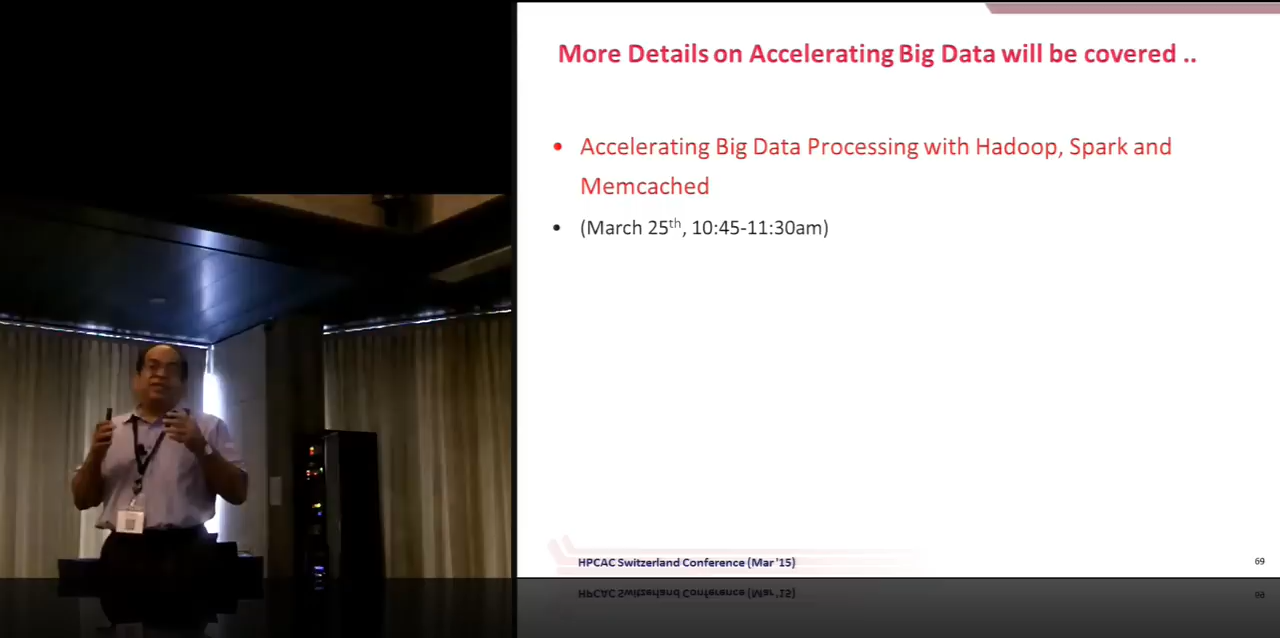 More Details on Accelerating Big Data will be covered ..
• Accelerating Big Data Processing with Hadoop, Spark and
Memcached
• (March 25th, 10:45-11:30am)
HPCAC Switzerland Conference (Mar '15)
69